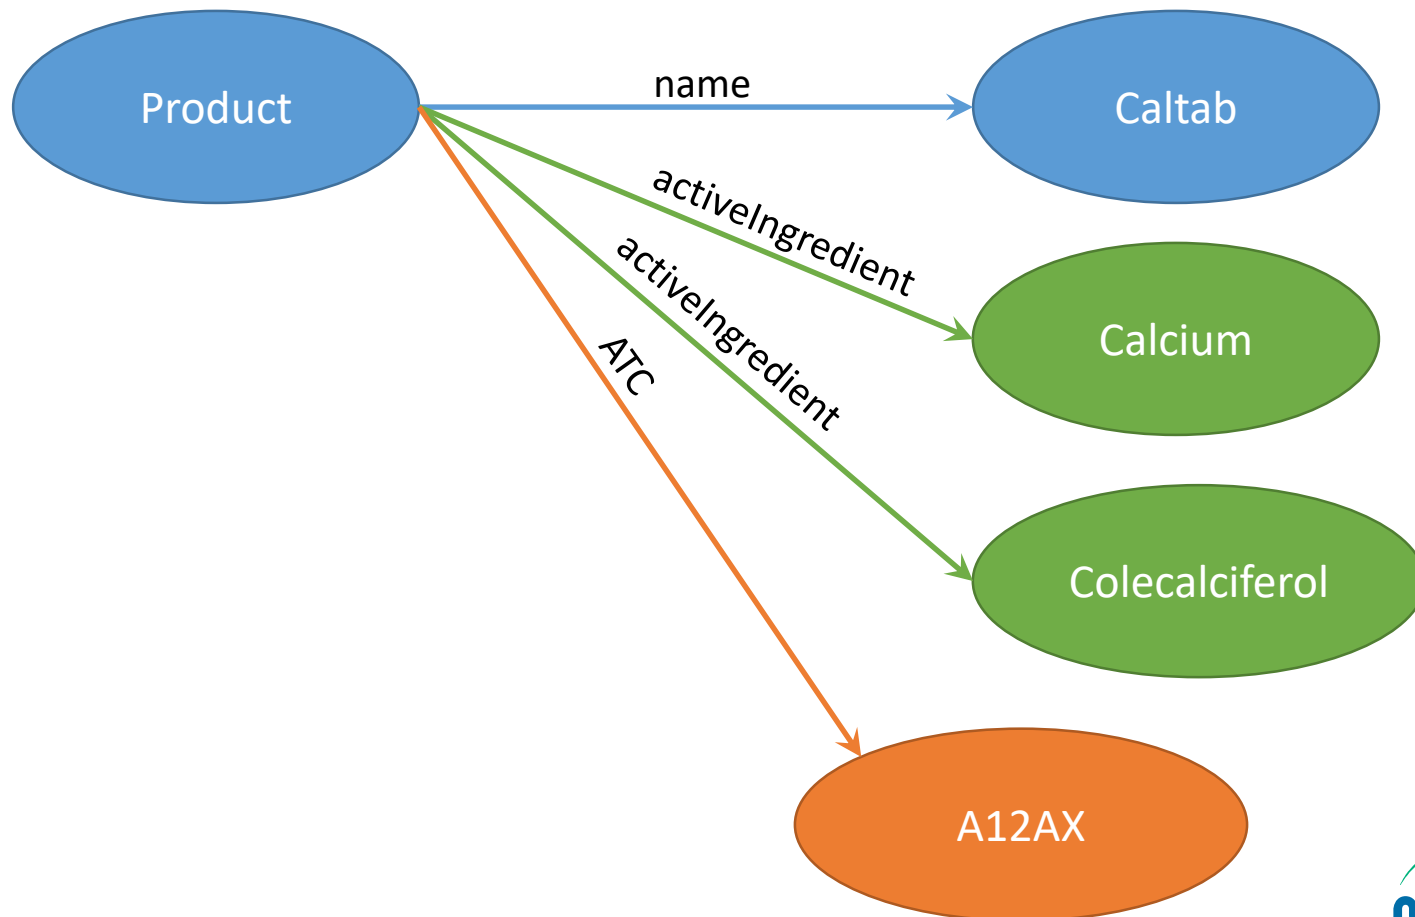 Product
name
Caltab
activeIngredient
Calcium
activeIngredient
Colecalciferol
ATC
A12AX